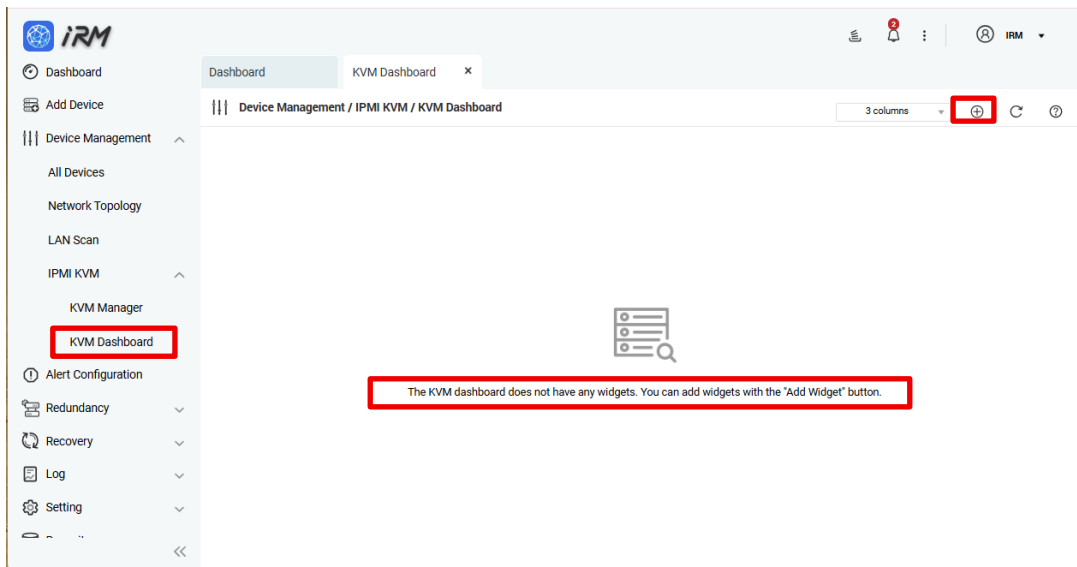 iRM
2
IRM
Dashboard
Dashboard
KVM Dashboard ×
Add Device
Device Management / IPMI KVM / KVM Dashboard
3 columns
Device Management
All Devices
Network Topology
LAN Scan
IPMI KVM
KVM Manager
KVM Dashboard
Alert Configuration
The KVM dashboard does not have any widgets. You can add widgets with the "Add Widget" button.
Redundancy
Recovery
Log
Setting